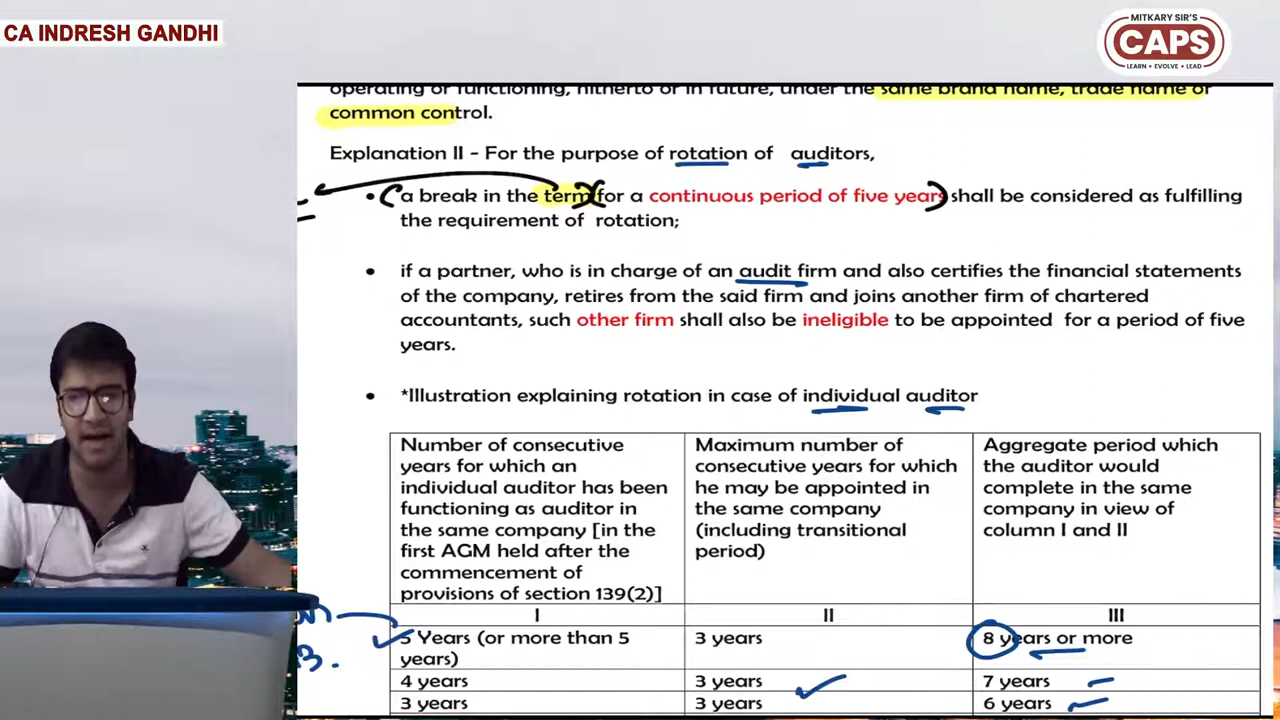 CA INDRESH GANDHI
MITKARY SIR'S
CAPS
LEARN • EVOLVE • LEAD
operating or functioning, hitherto or in future, under the same brand name, trade name or
common control.
Explanation II - For the purpose of rotation of auditors,
• a break in the term for a continuous period of five years shall be considered as fulfilling
the requirement of rotation;
• if a partner, who is in charge of an audit firm and also certifies the financial statements
of the company, retires from the said firm and joins another firm of chartered
accountants, such other firm shall also be ineligible to be appointed for a period of five
years.
• *Illustration explaining rotation in case of individual auditor
Number of consecutive
years for which an
individual auditor has been
functioning as auditor in
the same company [in the
first AGM held after the
commencement of
provisions of section 139(2)]
Maximum number of
consecutive years for which
he may be appointed in
the same company
(including transitional
period)
Aggregate period which
the auditor would
complete in the same
company in view of
column I and II
I
II
III
5 Years (or more than 5
years)
3 years
8 years or more
4 years
3 years
7 years
3 years
3 years
6 years